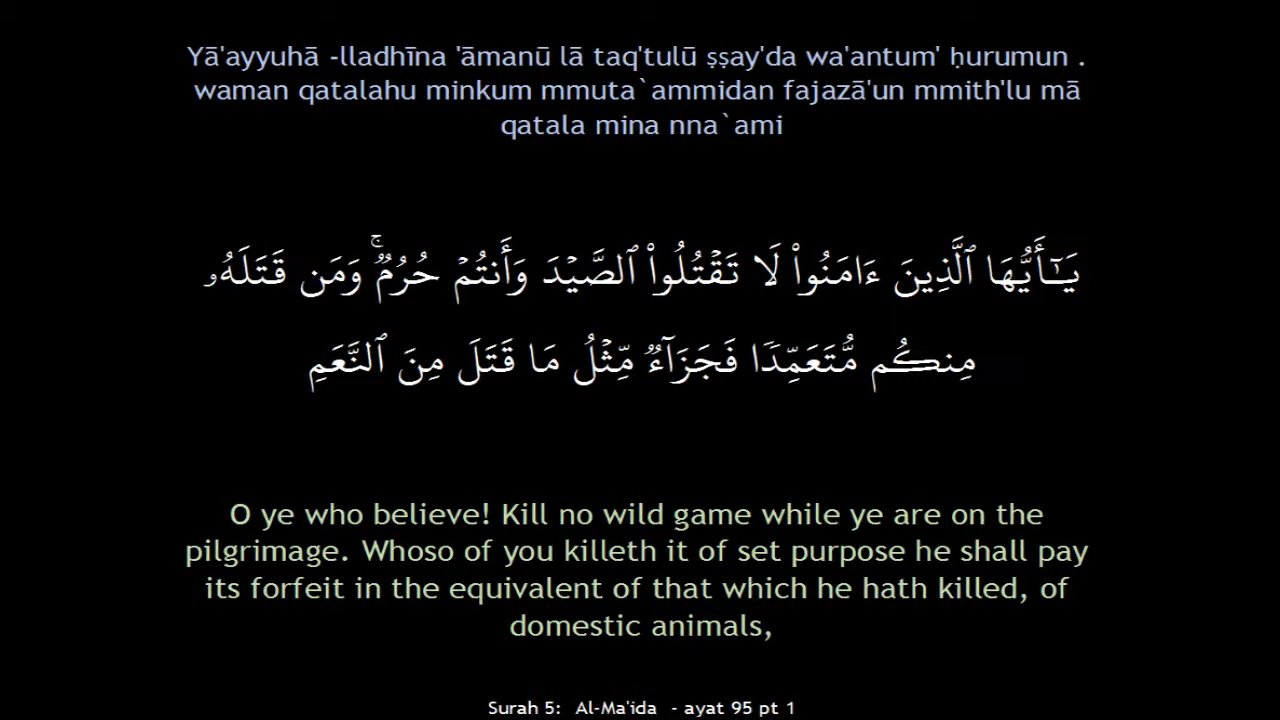 Yā'ayyuhā -lladhīna 'āmanū lā taq'tulū ṣṣay'da wa'antum' ḥurumun .
waman qatalahu minkum mmuta`ammidan fajazā'un mmith'lu mā
qatala mina nna`ami
يَـٰٓأَيُّهَا ٱلَّذِينَ ءَامَنُوا۟ لَا تَقْتُلُوا۟ ٱلصَّيْدَ وَأَنتُمْ حُرُمٌۭ ۚ وَمَن قَتَلَهُۥ
مِنكُم مُّتَعَمِّدًۭا فَجَزَآءٌۭ مِّثْلُ مَا قَتَلَ مِنَ ٱلنَّعَمِ
O ye who believe! Kill no wild game while ye are on the
pilgrimage. Whoso of you killeth it of set purpose he shall pay
its forfeit in the equivalent of that which he hath killed, of
domestic animals,
Surah 5: Al-Ma'ida - ayat 95 pt 1